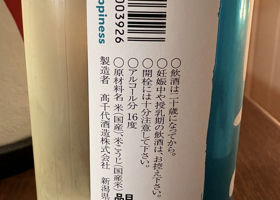 ppiness
003926
○飲酒は二十歳になってから。
○妊娠中や授乳期の飲酒は、お控え下さい。
○開栓には十分注意して下さい。
○アルコール分 16度
○原材料名 米(国産)、米こうじ(国産米)
製造者 髙千代酒造株式会社 新潟県